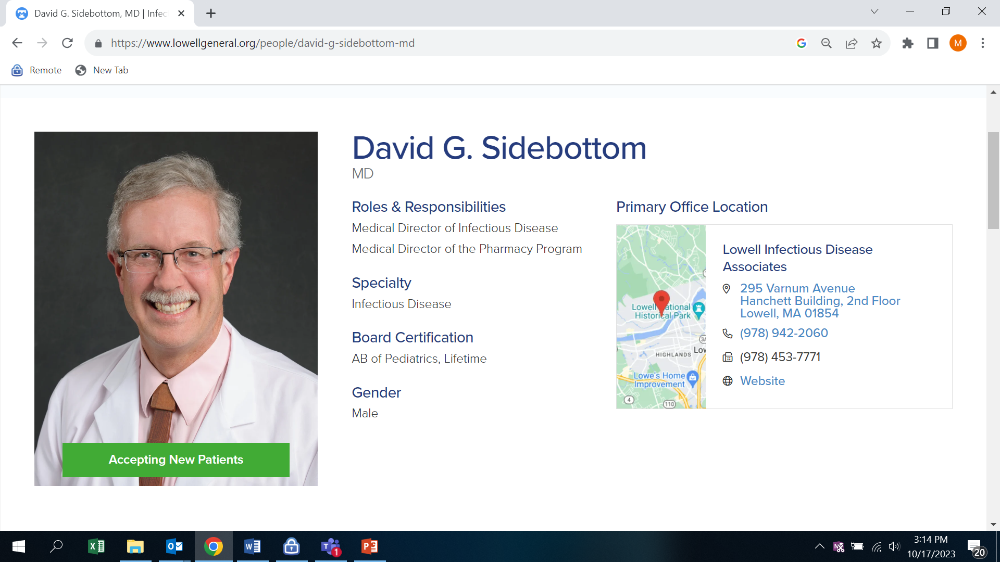 David G. Sidebottom, MD | Infec
https://www.lowellgeneral.org/people/david-g-sidebottom-md
M
Remote
New Tab
David G. Sidebottom
MD
Roles & Responsibilities
Medical Director of Infectious Disease
Medical Director of the Pharmacy Program
Specialty
Infectious Disease
Board Certification
AB of Pediatrics, Lifetime
Gender
Male
Accepting New Patients
Primary Office Location
Lowell National
Historical Park
HIGHLANDS
Low
Lowe's Home
Improvement
4
110
Lowell Infectious Disease
Associates
295 Varnum Avenue
Hanchett Building, 2nd Floor
Lowell, MA 01854
(978) 942-2060
(978) 453-7771
Website
3:14 PM
10/17/2023
20
1